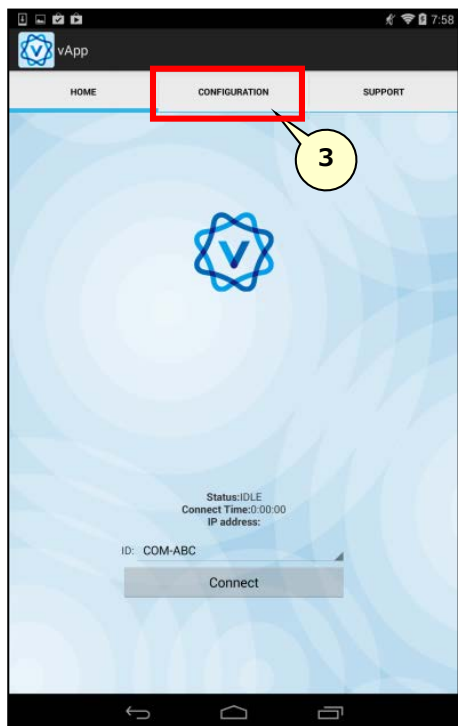 7:58
vApp
HOME CONFIGURATION SUPPORT
3
V
Status:IDLE
Connect Time:0:00:00
IP address:
ID: COM-ABC
Connect